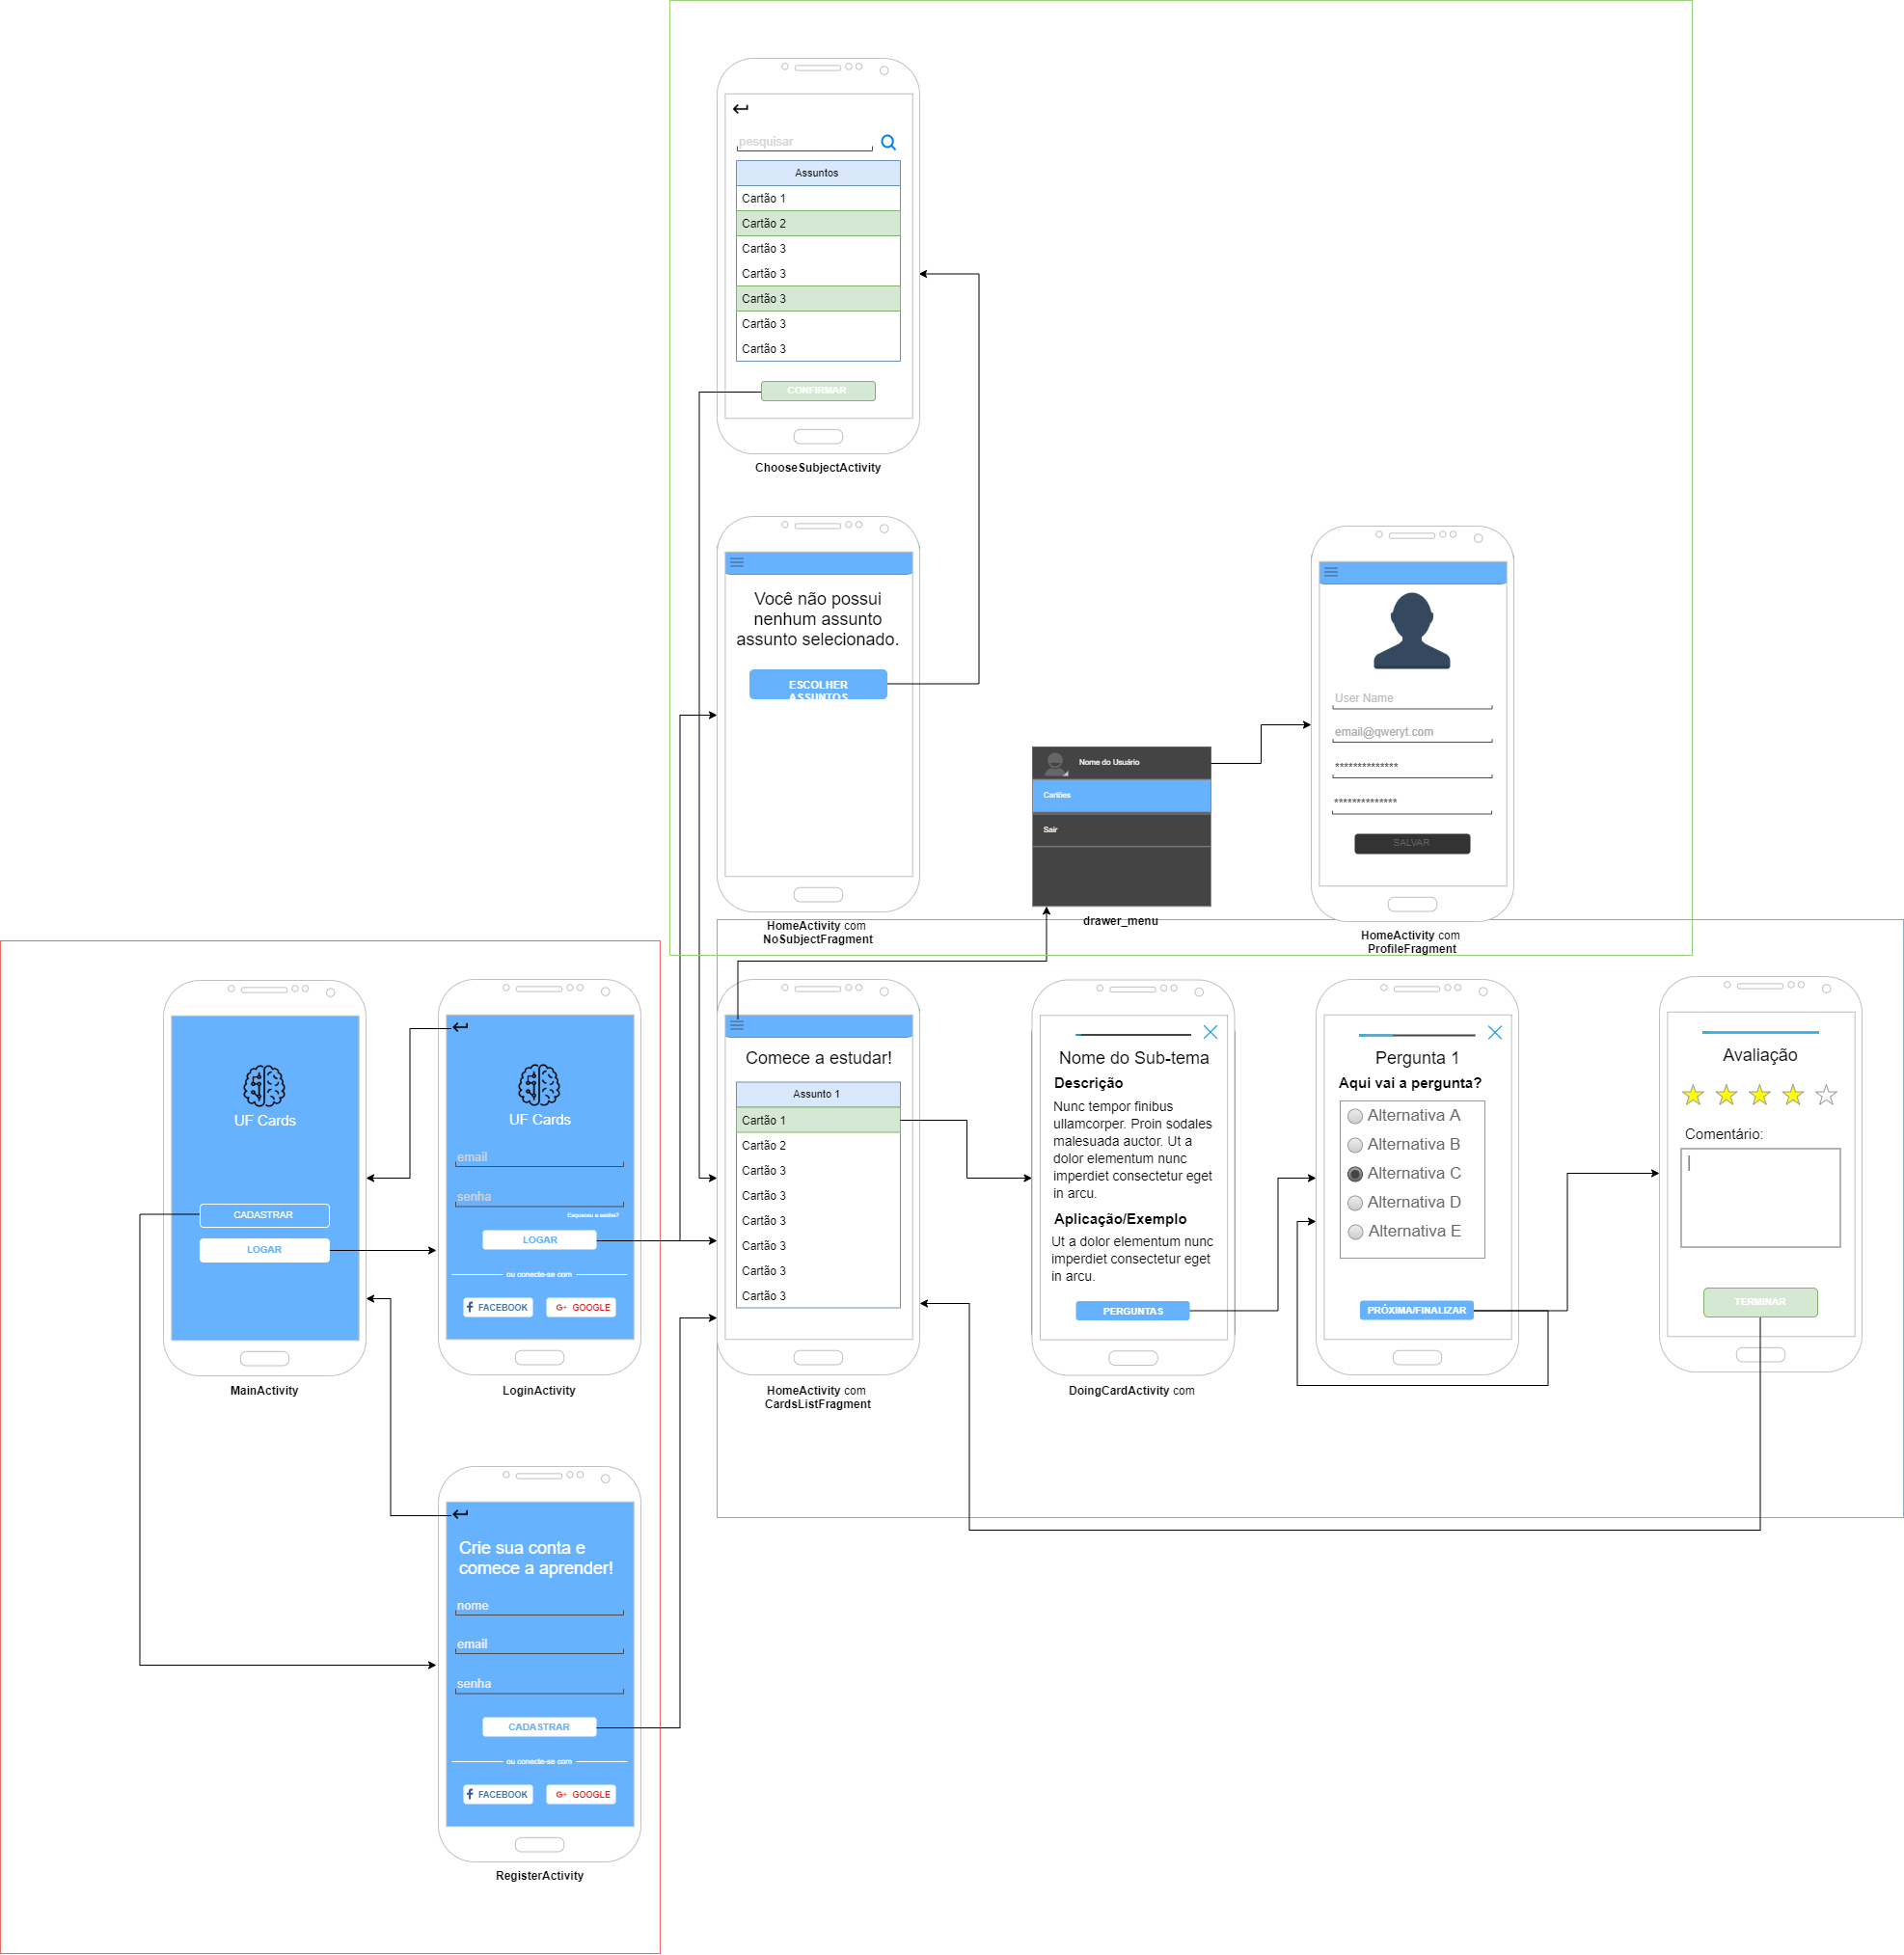 pesquisar
Assuntos
Cartão 1
Cartão 2
Cartão 3
Cartão 3
Cartão 3
Cartão 3
Cartão 3
CONFIRMAR
ChooseSubjectActivity
Você não possui
nenhum assunto
assunto selecionado.
ESCOLHER
ASSUNTOS
HomeActivity com
NoSubjectFragment
Nome do Usuário
Cartões
Sair
drawer_menu
User Name
email@qweryt.com
**************
**************
SALVAR
HomeActivity com
ProfileFragment
UF Cards
CADASTRAR
LOGAR
MainActivity
UF Cards
email
senha
Esqueceu a senha?
LOGAR
ou conecte-se com
FACEBOOK
G+ GOOGLE
LoginActivity
Comece a estudar!
Assunto 1
Cartão 1
Cartão 2
Cartão 3
Cartão 3
Cartão 3
Cartão 3
Cartão 3
Cartão 3
HomeActivity com
CardsListFragment
Nome do Sub-tema
Descrição
Nunc tempor finibus
ullamcorper. Proin sodales
malesuada auctor. Ut a
dolor elementum nunc
imperdiet consectetur eget
in arcu.
Aplicação/Exemplo
Ut a dolor elementum nunc
imperdiet consectetur eget
in arcu.
PERGUNTAS
DoingCardActivity com
Pergunta 1
Aqui vai a pergunta?
Alternativa A
Alternativa B
Alternativa C
Alternativa D
Alternativa E
PRÓXIMA/FINALIZAR
Avaliação
Comentário:
TERMINAR
Crie sua conta e
comece a aprender!
nome
email
senha
CADASTRAR
ou conecte-se com
FACEBOOK
G+ GOOGLE
RegisterActivity